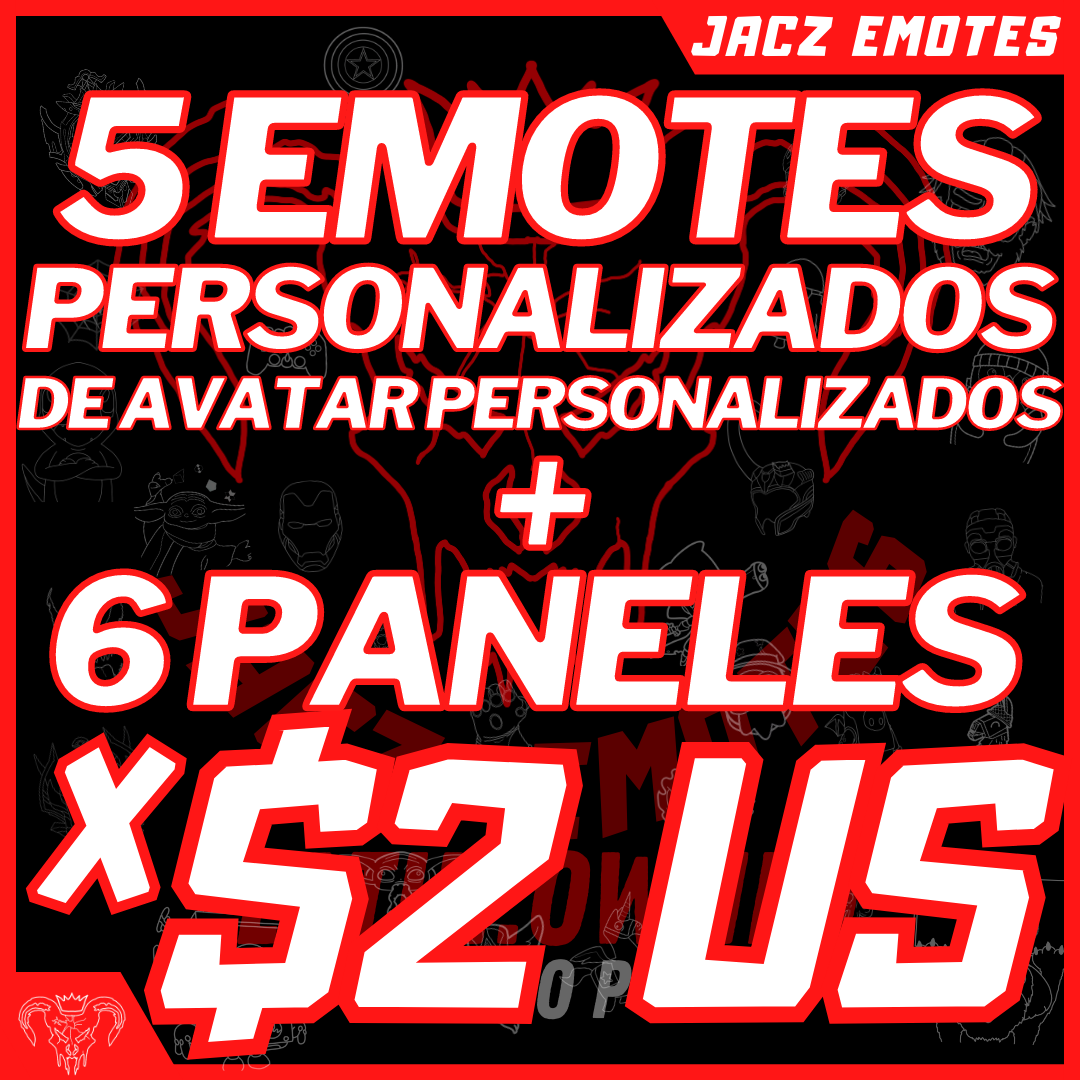 JACZ EMOTES
5 EMOTES
PERSONALIZADOS
DE AVATAR PERSONALIZADOS
+
6 PANELES
X $2 US